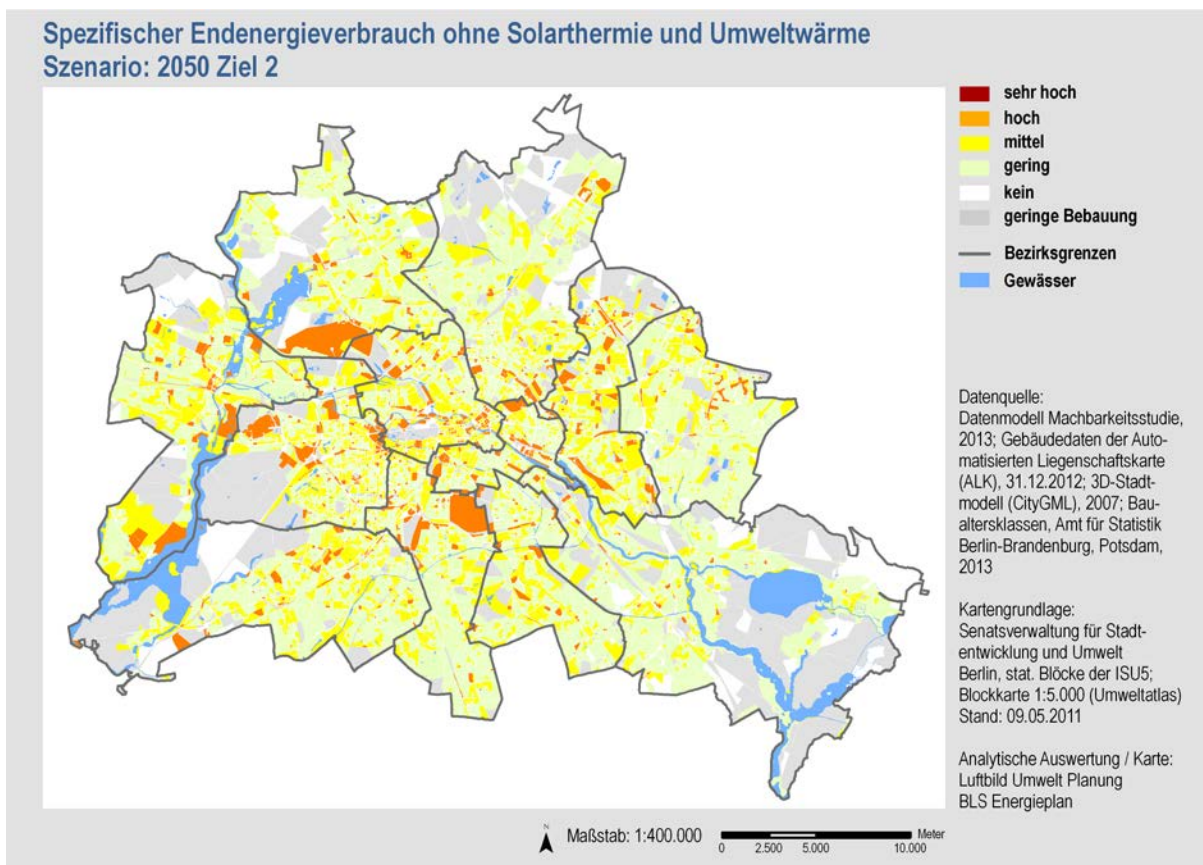 Spezifischer Endenergieverbrauch ohne Solarthermie und Umweltwärme
Szenario: 2050 Ziel 2
sehr hoch
hoch
mittel
gering
kein
geringe Bebauung
Bezirksgrenzen
Gewässer
Datenquelle:
Datenmodell Machbarkeitsstudie,
2013; Gebäudedaten der Auto-
matisierten Liegenschaftskarte
(ALK), 31.12.2012; 3D-Stadt-
modell (CityGML), 2007; Bau-
altersklassen, Amt für Statistik
Berlin-Brandenburg, Potsdam,
2013
Kartengrundlage:
Senatsverwaltung für Stadt-
entwicklung und Umwelt
Berlin, stat. Blöcke der ISU5;
Blockkarte 1:5.000 (Umweltatlas)
Stand: 09.05.2011
Analytische Auswertung / Karte:
Luftbild Umwelt Planung
BLS Energieplan
N
Maßstab: 1:400.000
Meter
0 2.500 5.000 10.000